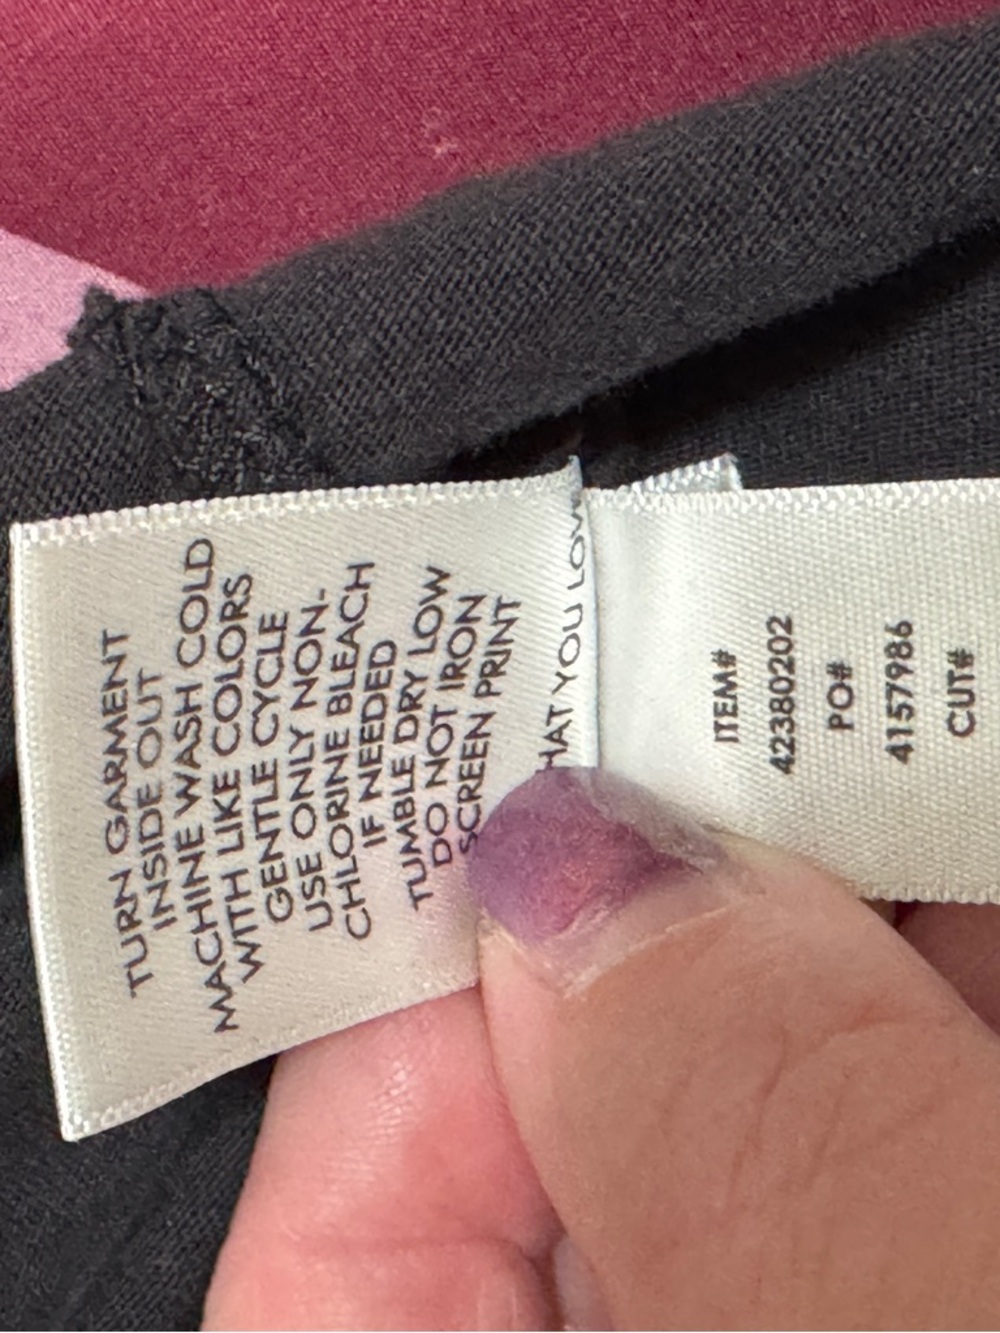 TURN GARMENT
INSIDE OUT
MACHINE WASH COLD
WITH LIKE COLORS
GENTLE CYCLE
USE ONLY NON-
CHLORINE BLEACH
IF NEEDED
TUMBLE DRY LOW
DO NOT IRON
SCREEN PRINT
YOU
ITEM#
42380202
PO#
4157986
CUT#